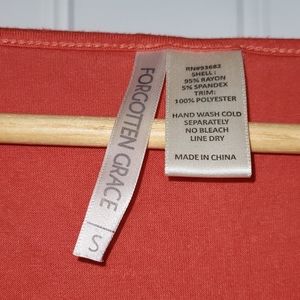 FORGOTTEN GRACE
S
RN#93682
SHELL:
95% RAYON
5% SPANDEX
TRIM:
100% POLYESTER
HAND WASH COLD
SEPARATELY
NO BLEACH
LINE DRY
MADE IN CHINA